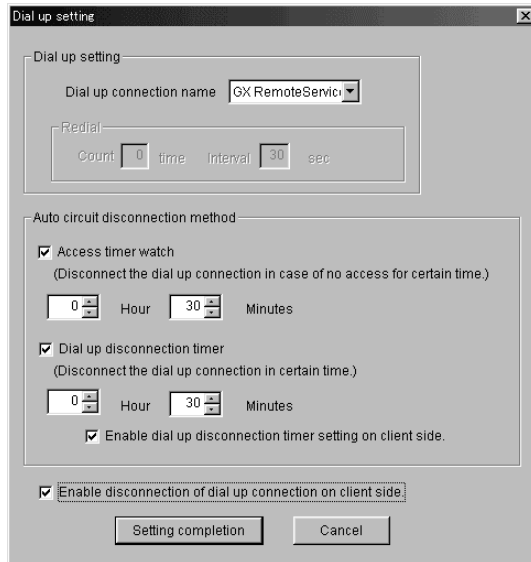 Dial up setting
Dial up setting
Dial up connection name GX RemoteServic
Redial
Count 0 time Interval 30 sec
Auto circuit disconnection method
Access timer watch
(Disconnect the dial up connection in case of no access for certain time.)
0 Hour 30 Minutes
Dial up disconnection timer
(Disconnect the dial up connection in certain time.)
0 Hour 30 Minutes
Enable dial up disconnection timer setting on client side.
Enable disconnection of dial up connection on client side.
Setting completion Cancel